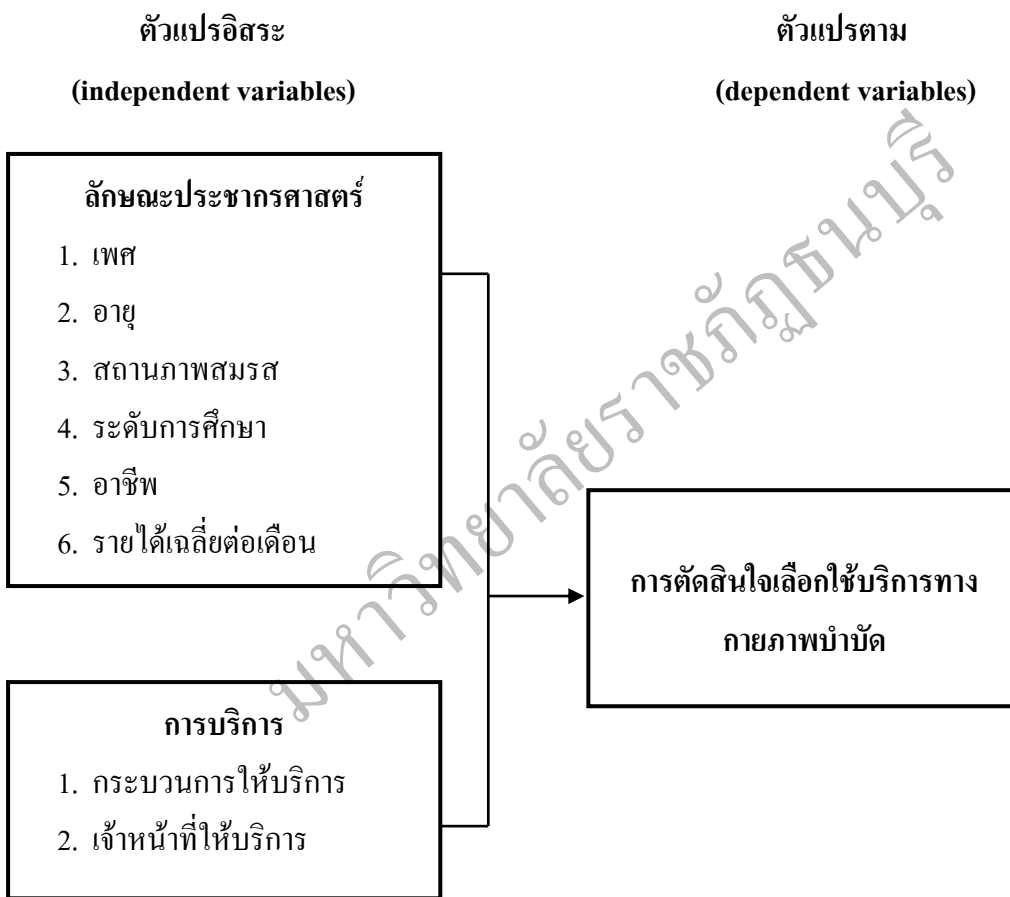 ตัวแปรอิสระ
(independent variables)
ตัวแปรตาม
(dependent variables)
ลักษณะประชากรศาสตร์
1. เพศ
2. อายุ
3. สถานภาพสมรส
4. ระดับการศึกษา
5. อาชีพ
6. รายได้เฉลี่ยต่อเดือน
การตัดสินใจเลือกใช้บริการทาง
กายภาพบำบัด
การบริการ
1. กระบวนการให้บริการ
2. เจ้าหน้าที่ให้บริการ
มหาวิทยาลัยราชภัฏธนบุรี